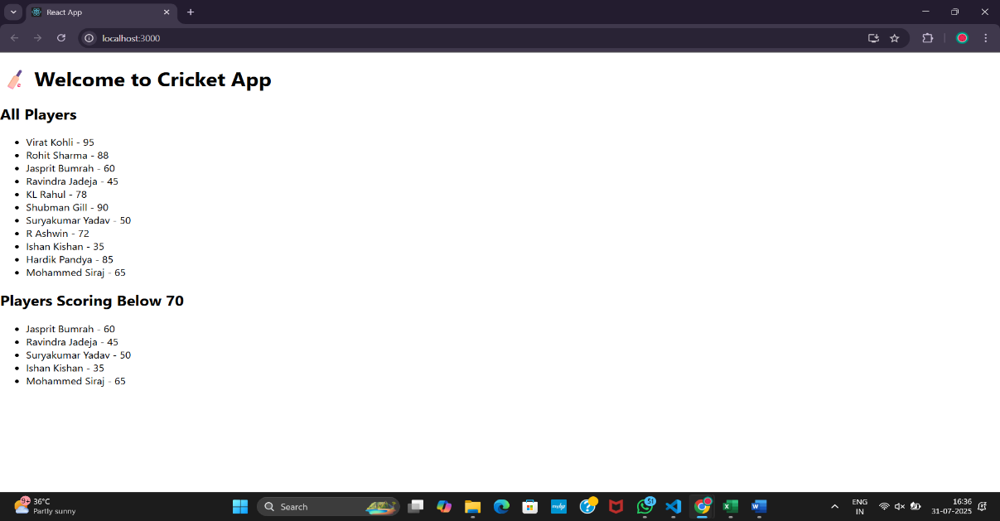 React App
localhost:3000
Welcome to Cricket App
All Players
Virat Kohli - 95
Rohit Sharma - 88
Jasprit Bumrah - 60
Ravindra Jadeja - 45
KL Rahul - 78
Shubman Gill - 90
Suryakumar Yadav - 50
R Ashwin - 72
Ishan Kishan - 35
Hardik Pandya - 85
Mohammed Siraj - 65
Players Scoring Below 70
Jasprit Bumrah - 60
Ravindra Jadeja - 45
Suryakumar Yadav - 50
Ishan Kishan - 35
Mohammed Siraj - 65
9+ 36°C
Partly sunny
Search
myhp
51
ENG
IN
16:36
31-07-2025